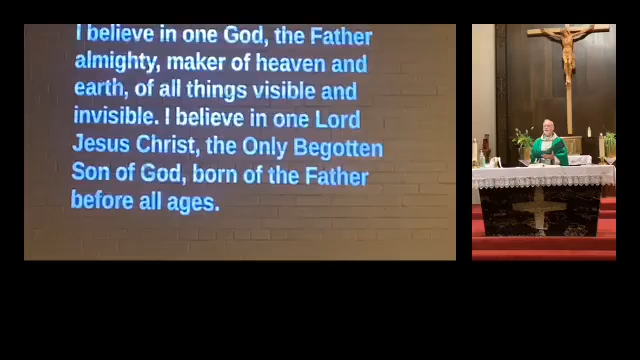 I believe in one God, the Father
almighty, maker of heaven and
earth, of all things visible and
invisible. I believe in one Lord
Jesus Christ, the Only Begotten
Son of God, born of the Father
before all ages.